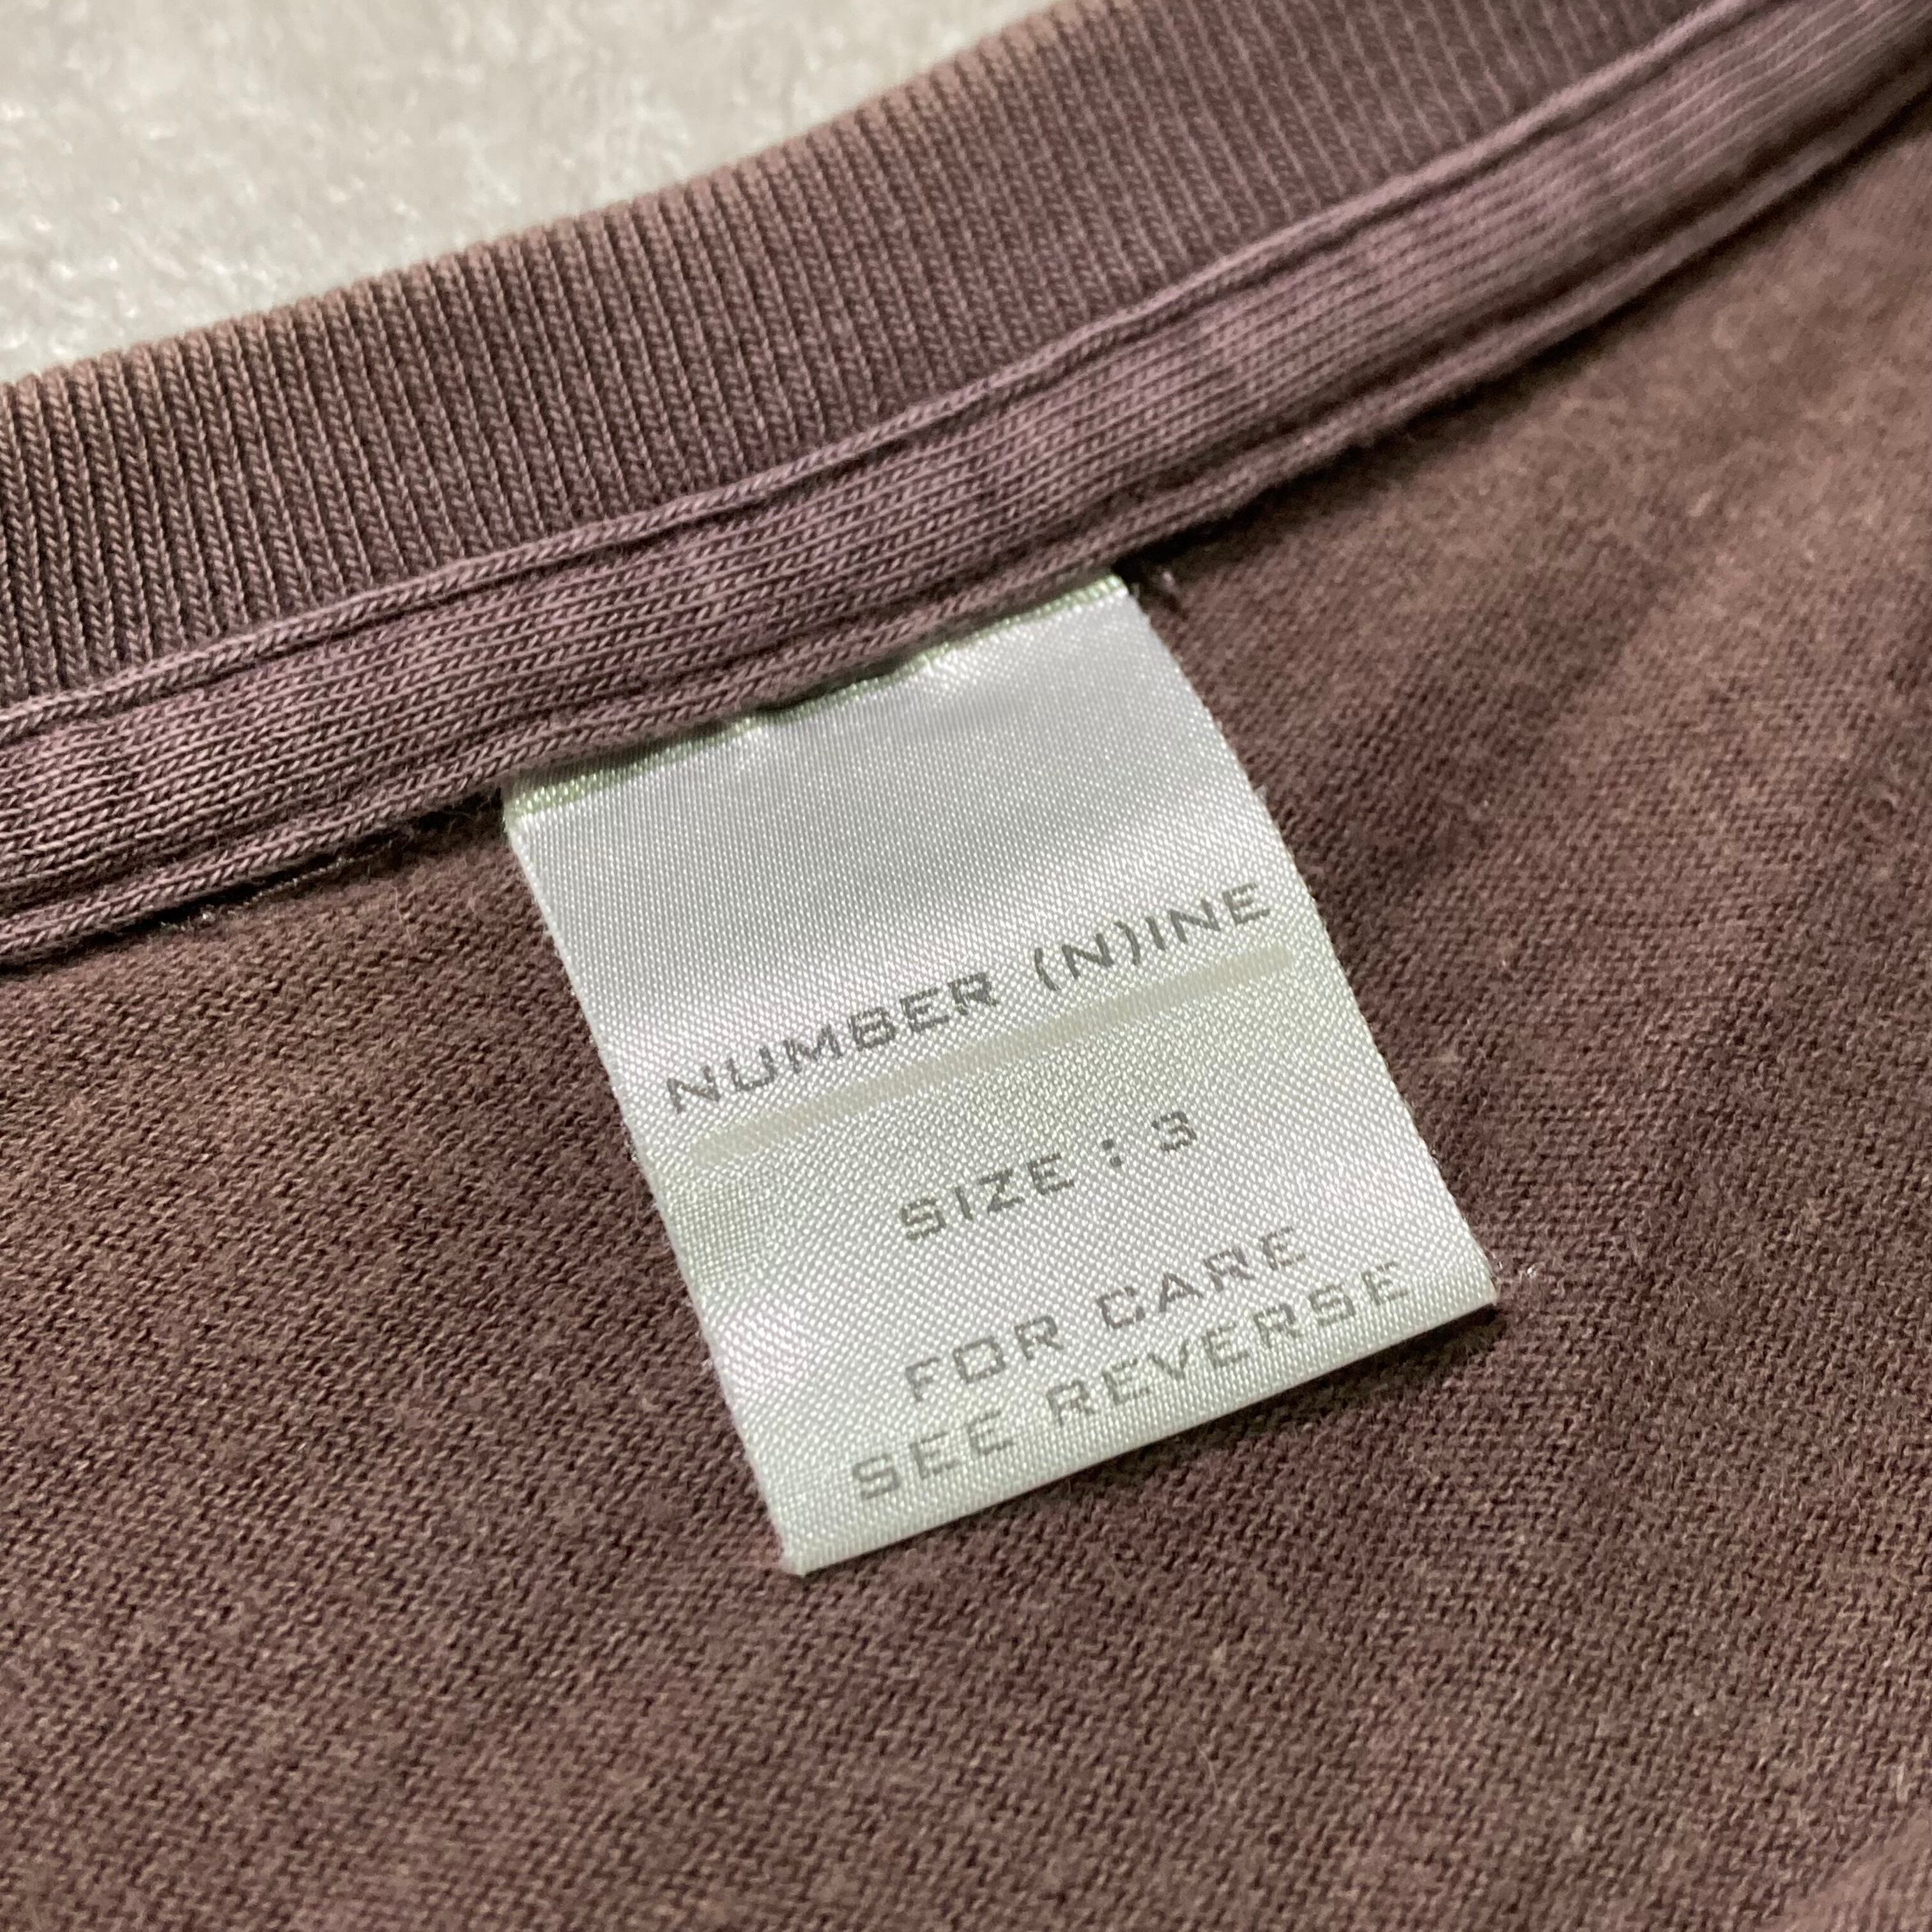 NUMBER (N)INE
SIZE : 3
FOR CARE
SEE REVERSE